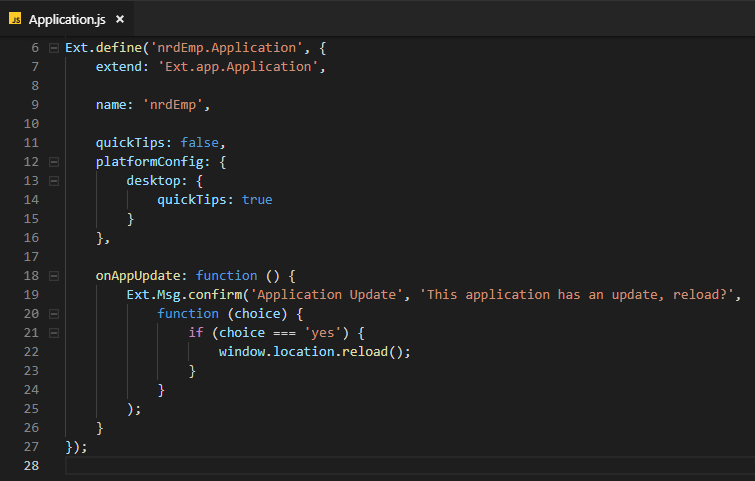 JS Application.js ×
6 Ext.define('nrdEmp.Application', {
7     extend: 'Ext.app.Application',
8
9     name: 'nrdEmp',
10
11     quickTips: false,
12     platformConfig: {
13         desktop: {
14             quickTips: true
15         }
16     },
17
18     onAppUpdate: function () {
19         Ext.Msg.confirm('Application Update', 'This application has an update, reload?',
20             function (choice) {
21                 if (choice === 'yes') {
22                     window.location.reload();
23                 }
24             }
25         );
26     }
27 });
28